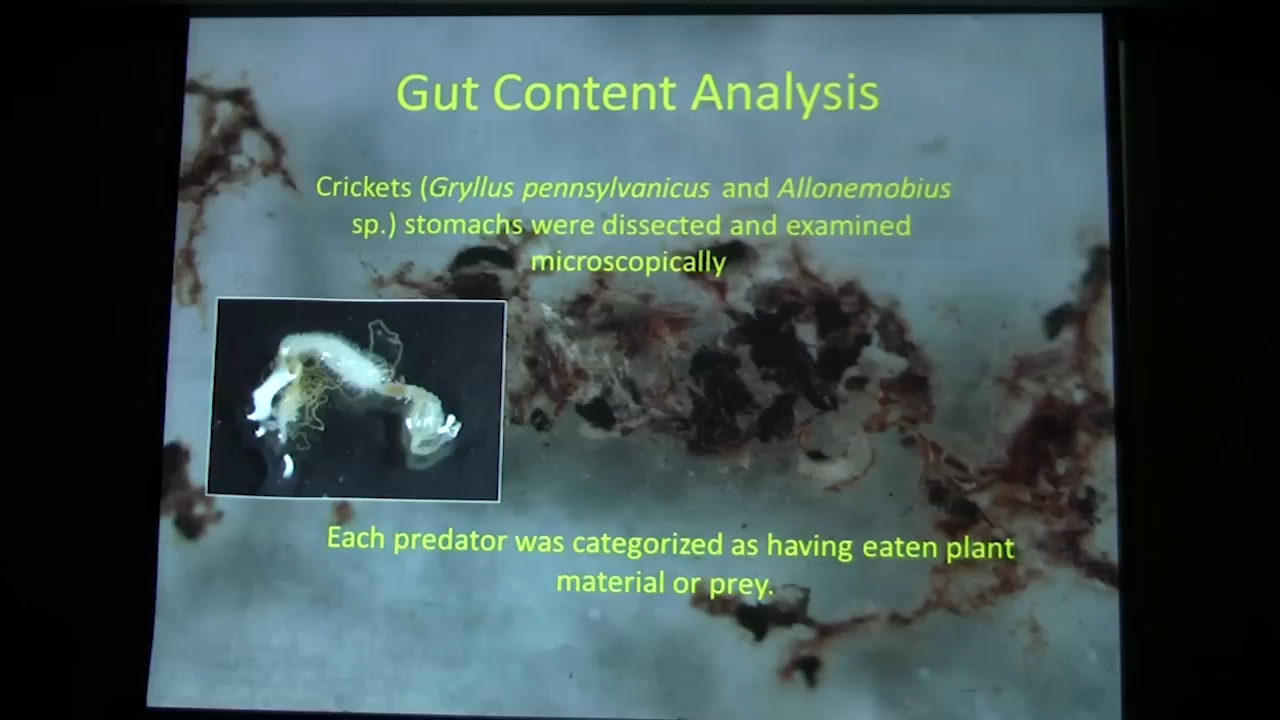 Gut Content Analysis
Crickets (Gryllus pennsylvanicus and Allonemobius
sp.) stomachs were dissected and examined
microscopically
Each predator was categorized as having eaten plant
material or prey.